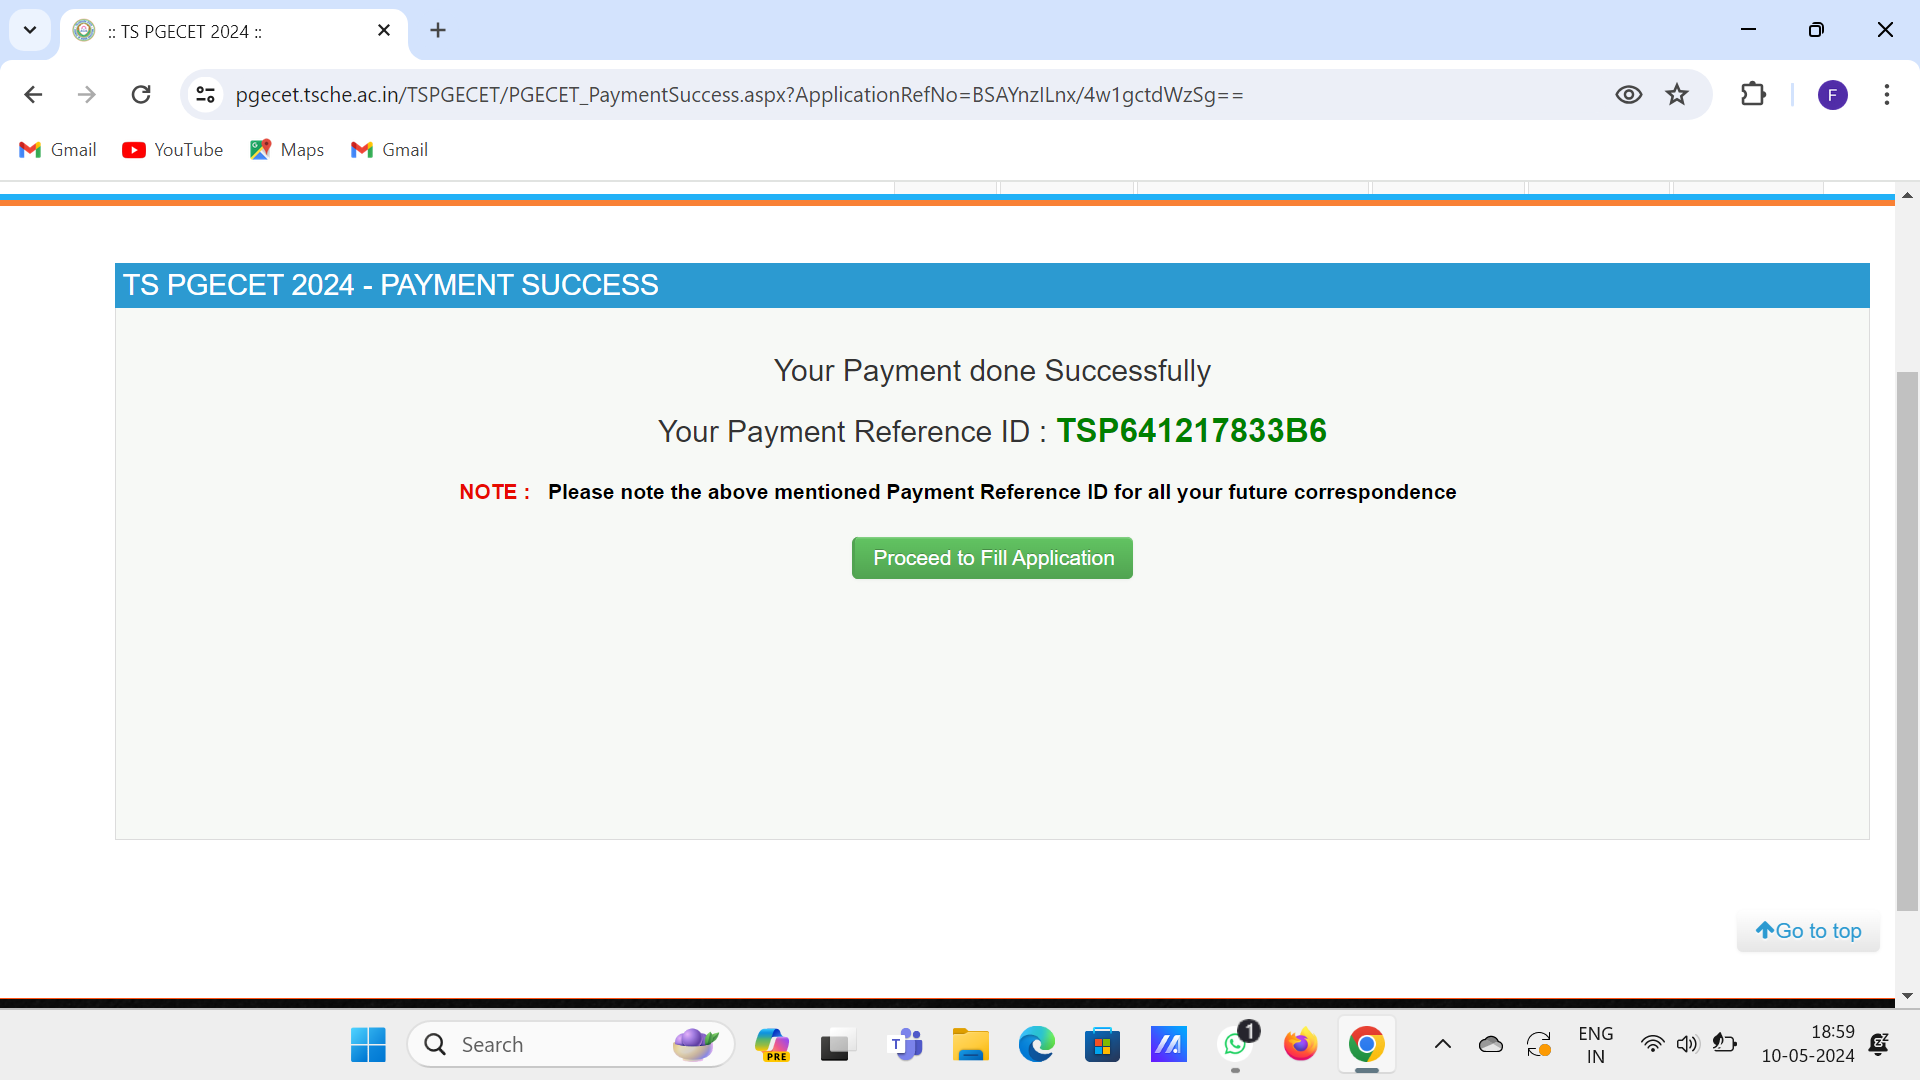 :: TS PGECET 2024 ::
pgecet.tsche.ac.in/TSPGECET/PGECET_PaymentSuccess.aspx?ApplicationRefNo=BSAYnzILnx/4w1gctdWzSg==
F
Gmail YouTube Maps Gmail
TS PGECET 2024 - PAYMENT SUCCESS
Your Payment done Successfully
Your Payment Reference ID : TSP641217833B6
NOTE : Please note the above mentioned Payment Reference ID for all your future correspondence
Proceed to Fill Application
Go to top
Search
PRE
T
1
ENG
IN
18:59
10-05-2024